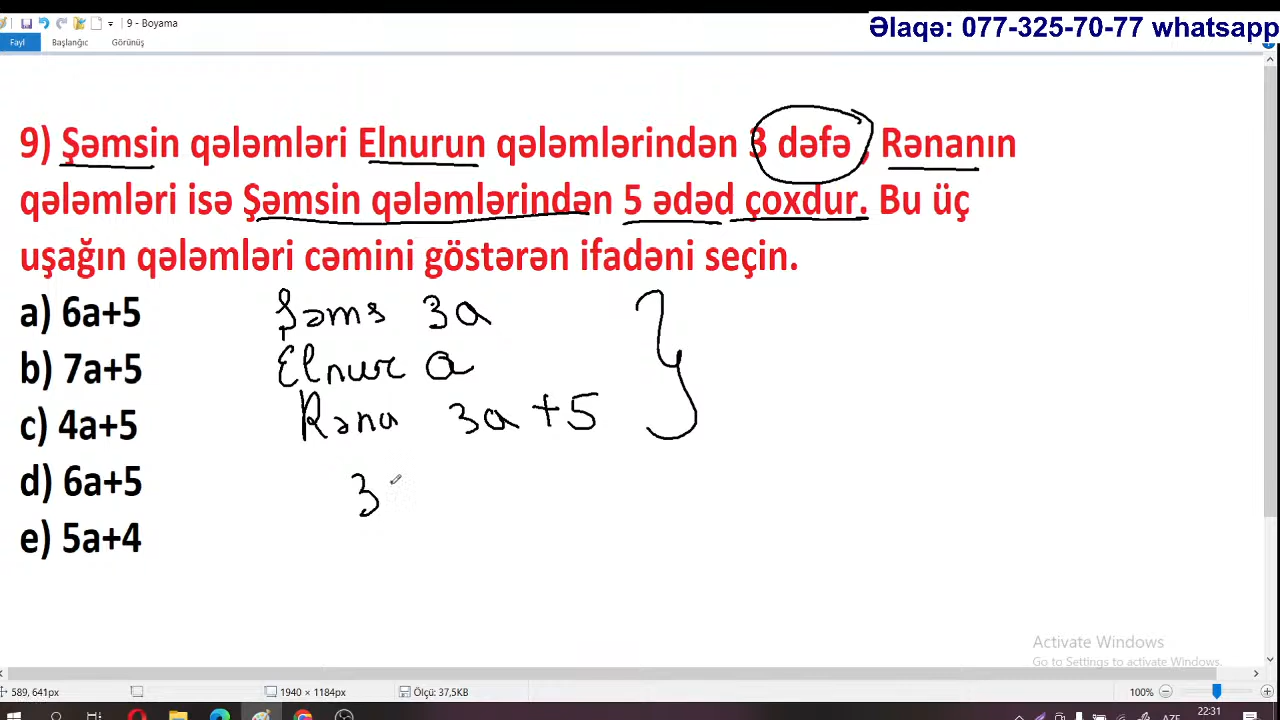 9 - Boyama
Əlaqə: 077-325-70-77 whatsapp
Fayl Başlanğıc Görünüş
9) Şəmsin qələmləri Elnurun qələmlərindən 3 dəfə , Rənanın
qələmləri isə Şəmsin qələmlərindən 5 ədəd çoxdur. Bu üç
uşağın qələmləri cəmini göstərən ifadəni seçin.
a) 6a+5
b) 7a+5
c) 4a+5
d) 6a+5
e) 5a+4
Şəms 3a
Elnur a
Rəna 3a+5
3
Activate Windows
Go to Settings to activate Windows.
589, 641px 1940 × 1184px Ölçü: 37,5KB 100%
AZE 22:31